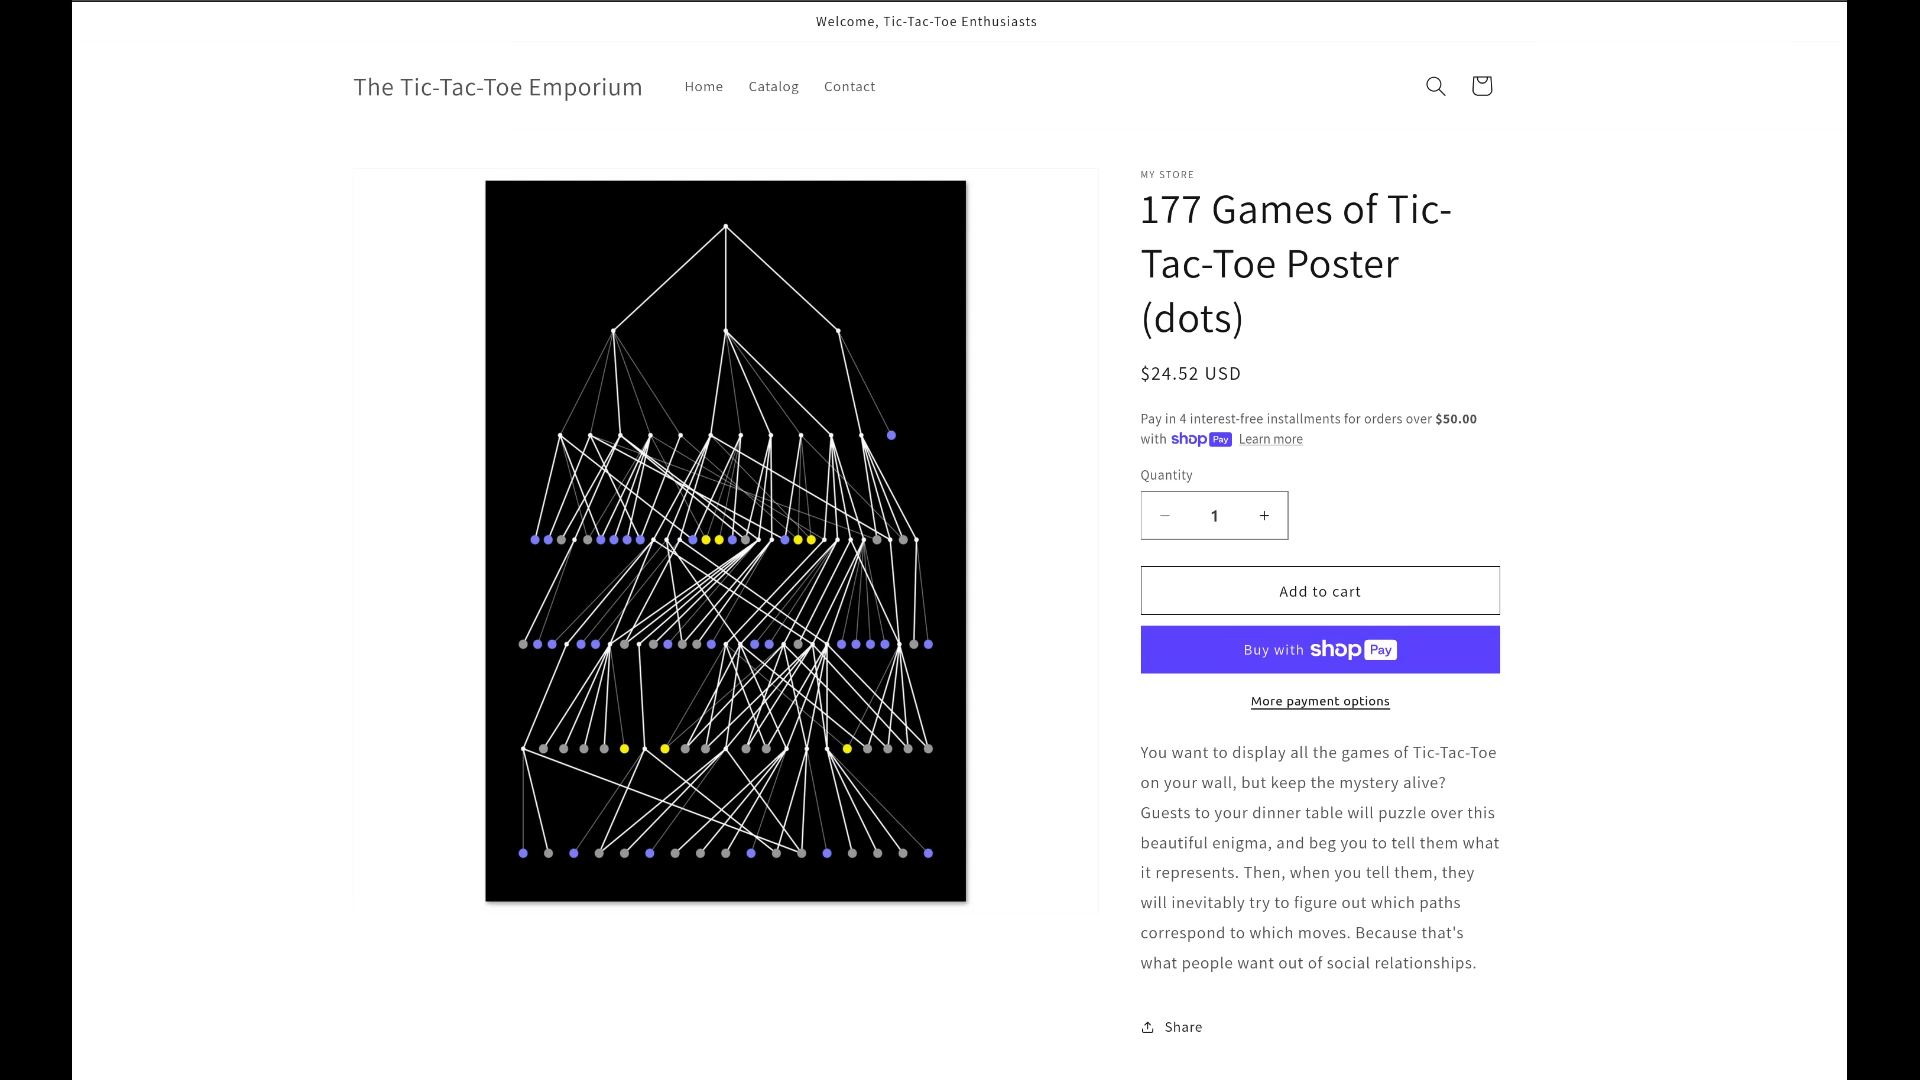 Welcome, Tic-Tac-Toe Enthusiasts
The Tic-Tac-Toe Emporium
Home
Catalog
Contact
MY STORE
177 Games of Tic-
Tac-Toe Poster
(dots)
$24.52 USD
Pay in 4 interest-free installments for orders over $50.00
with shop Pay Learn more
Quantity
− 1 +
Add to cart
Buy with shop Pay
More payment options
You want to display all the games of Tic-Tac-Toe
on your wall, but keep the mystery alive?
Guests to your dinner table will puzzle over this
beautiful enigma, and beg you to tell them what
it represents. Then, when you tell them, they
will inevitably try to figure out which paths
correspond to which moves. Because that's
what people want out of social relationships.
Share